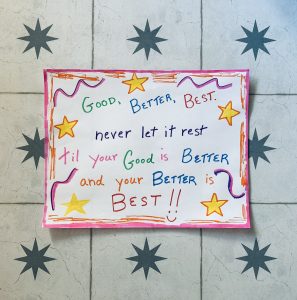 GOOD, BETTER, BEST.
never let it rest
til your GOOD is BETTER
and your BETTER is
BEST!!